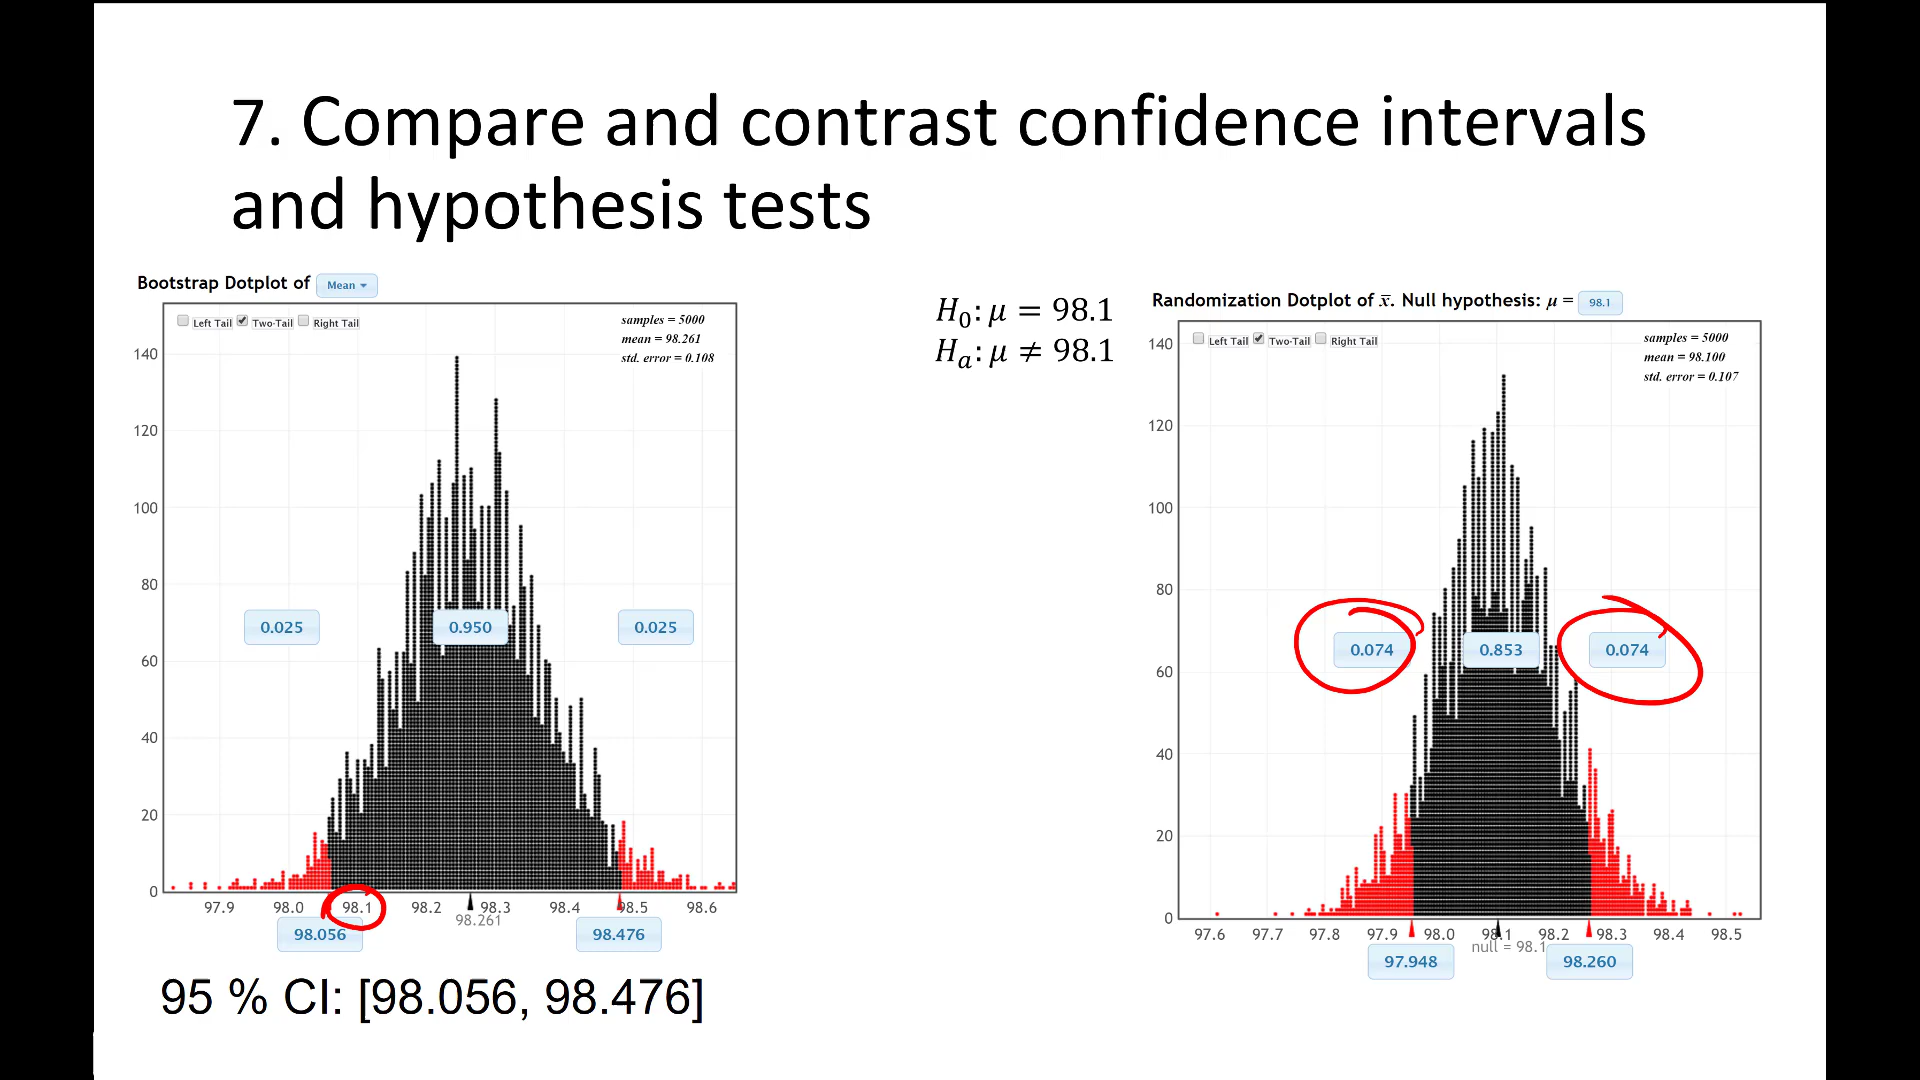 7. Compare and contrast confidence intervals
and hypothesis tests
Bootstrap Dotplot of Mean
Left Tail Two-Tail Right Tail
samples = 5000
mean = 98.261
std. error = 0.108
140
120
100
80
60
40
20
0
0.025 0.950 0.025
97.9 98.0 98.1 98.2 98.3 98.4 98.5 98.6
98.261
98.056 98.476
95 % CI: [98.056, 98.476]
H₀: μ = 98.1
Hₐ: μ ≠ 98.1
Randomization Dotplot of x̅. Null hypothesis: μ = 98.1
Left Tail Two-Tail Right Tail
samples = 5000
mean = 98.100
std. error = 0.107
140
120
100
80
60
40
20
0
0.074 0.853 0.074
97.6 97.7 97.8 97.9 98.0 98.1 98.2 98.3 98.4 98.5
null = 98.1
97.948 98.260